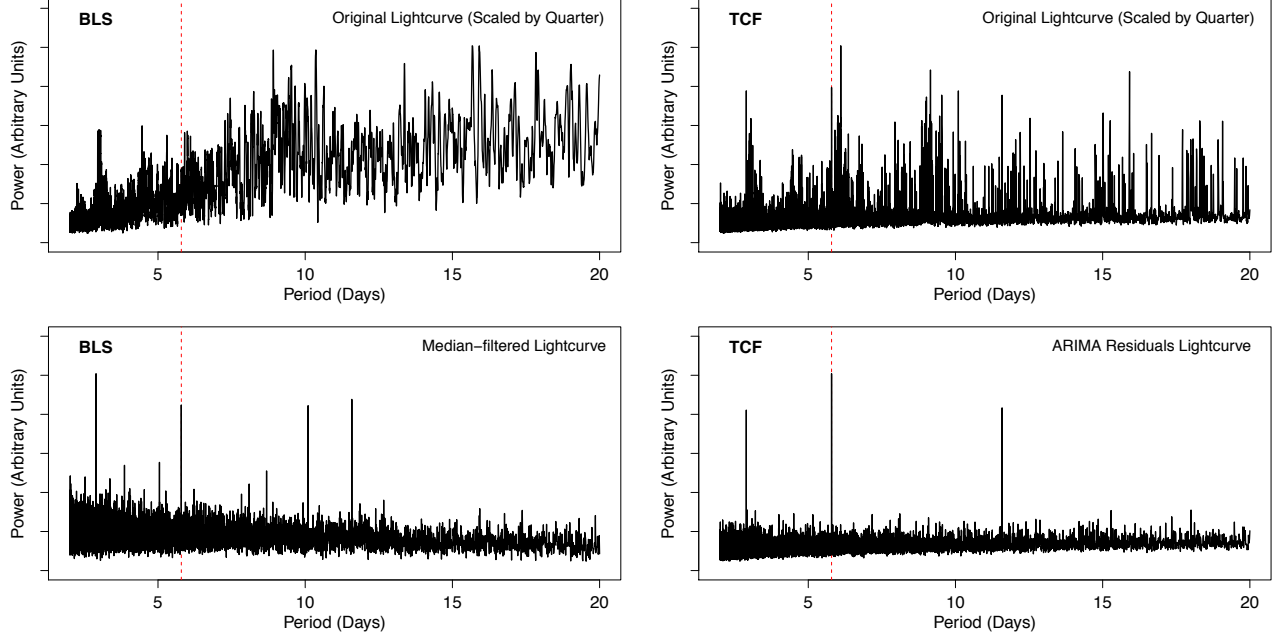 BLS Original Lightcurve (Scaled by Quarter)
Power (Arbitrary Units)
5 10 15 20
Period (Days)
TCF Original Lightcurve (Scaled by Quarter)
Power (Arbitrary Units)
5 10 15 20
Period (Days)
BLS Median−filtered Lightcurve
Power (Arbitrary Units)
5 10 15 20
Period (Days)
TCF ARIMA Residuals Lightcurve
Power (Arbitrary Units)
5 10 15 20
Period (Days)